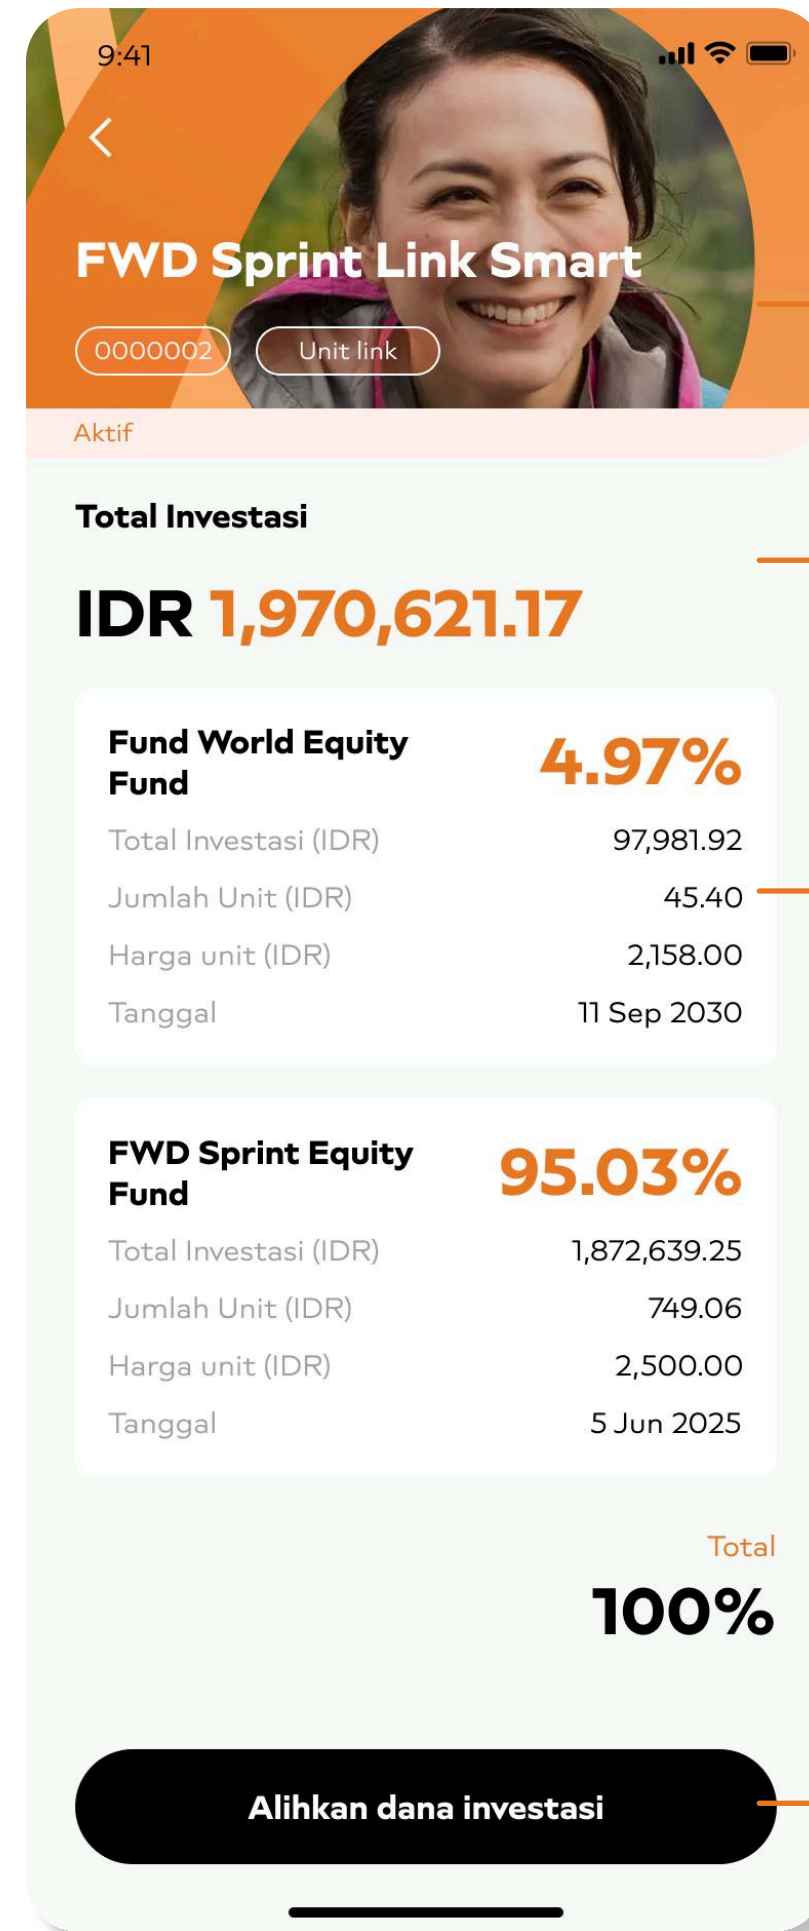 9:41
FWD Sprint Link Smart
0000002 Unit link
Aktif
Total Investasi
IDR 1,970,621.17
Fund World Equity
Fund
4.97%
Total Investasi (IDR) 97,981.92
Jumlah Unit (IDR) 45.40
Harga unit (IDR) 2,158.00
Tanggal 11 Sep 2030
FWD Sprint Equity
Fund
95.03%
Total Investasi (IDR) 1,872,639.25
Jumlah Unit (IDR) 749.06
Harga unit (IDR) 2,500.00
Tanggal 5 Jun 2025
Total
100%
Alihkan dana investasi